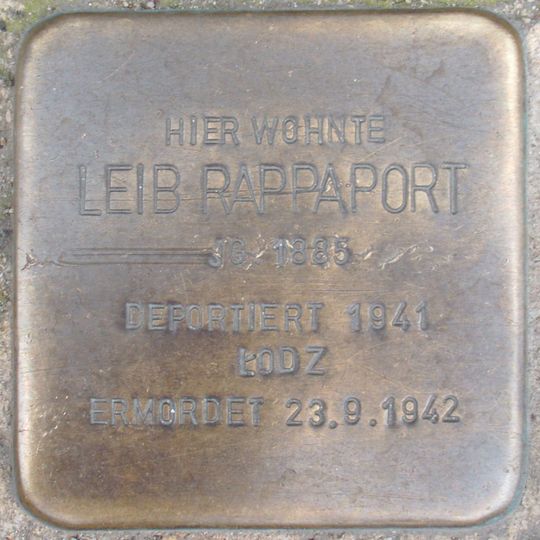 HIER WOHNTE
LEIB RAPPAPORT
JG. 1885
DEPORTIERT 1941
ŁODZ
ERMORDET 23.9.1942